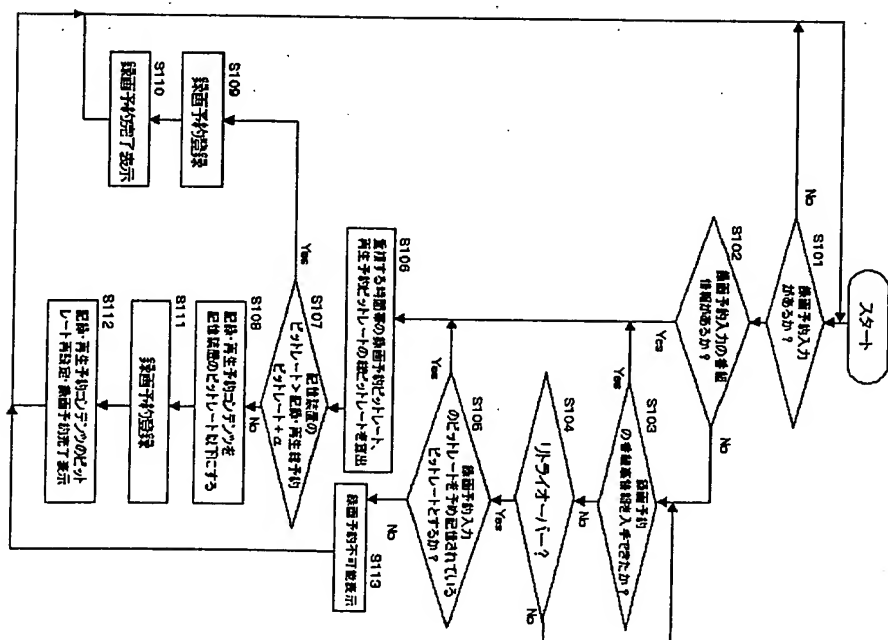 スタート
S101
録画予約入力
があるか?
No
S102
録画予約入力の番組
情報があるか?
Yes
No
S103
録画予約
の番組表情報を入手できたか?
Yes
No
S104
リトライオーバー?
No
Yes
S105
録画予約入力
のビットレートを予め記憶されている
ビットレートとするか?
Yes
No
S106
重複する時間帯の録画予約ビットレート、
再生予約ビットレートの総ビットレートを算出
S107
記憶装置の
ビットレート>記録・再生総予約
ビットレート+α
Yes
No
S108
記録・再生予約コンテンツを
記憶装置のビットレート以下にする
S109
録画予約登録
S110
録画予約完了表示
S111
録画予約登録
S112
記録・再生予約コンテンツのビット
レート再設定・録画予約完了表示
S113
録画予約不可能表示